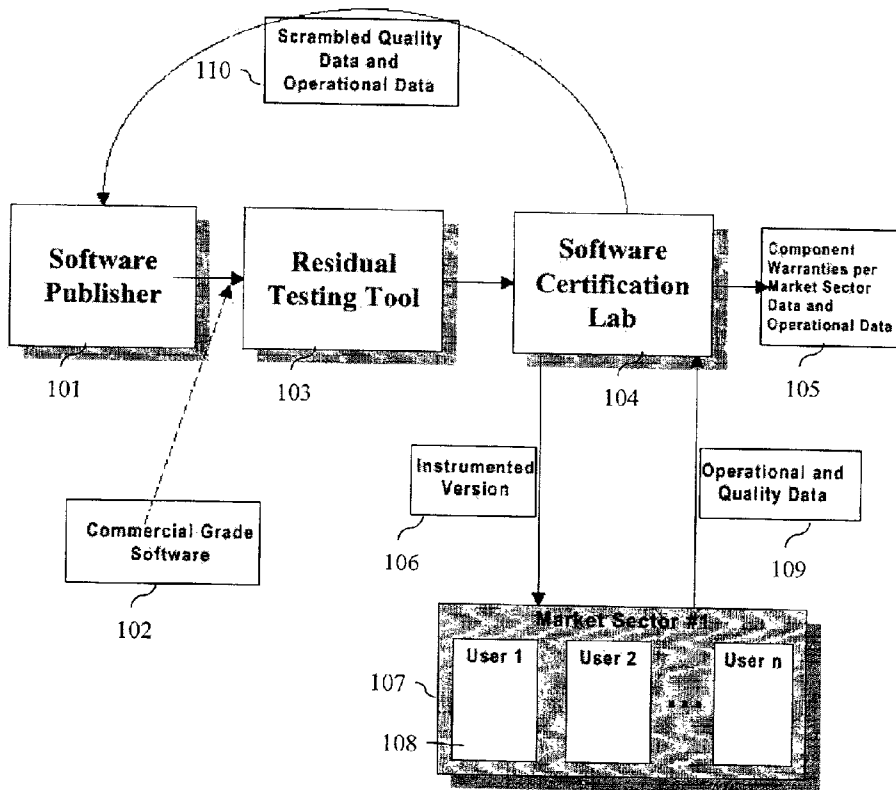 Scrambled Quality
Data and
Operational Data
110
Software
Publisher
101
Residual
Testing Tool
103
Software
Certification
Lab
104
Component
Warranties per
Market Sector
Data and
Operational Data
105
Commercial Grade
Software
102
Instrumented
Version
106
Operational and
Quality Data
109
Market Sector #1
User 1
User 2
...
User n
107
108